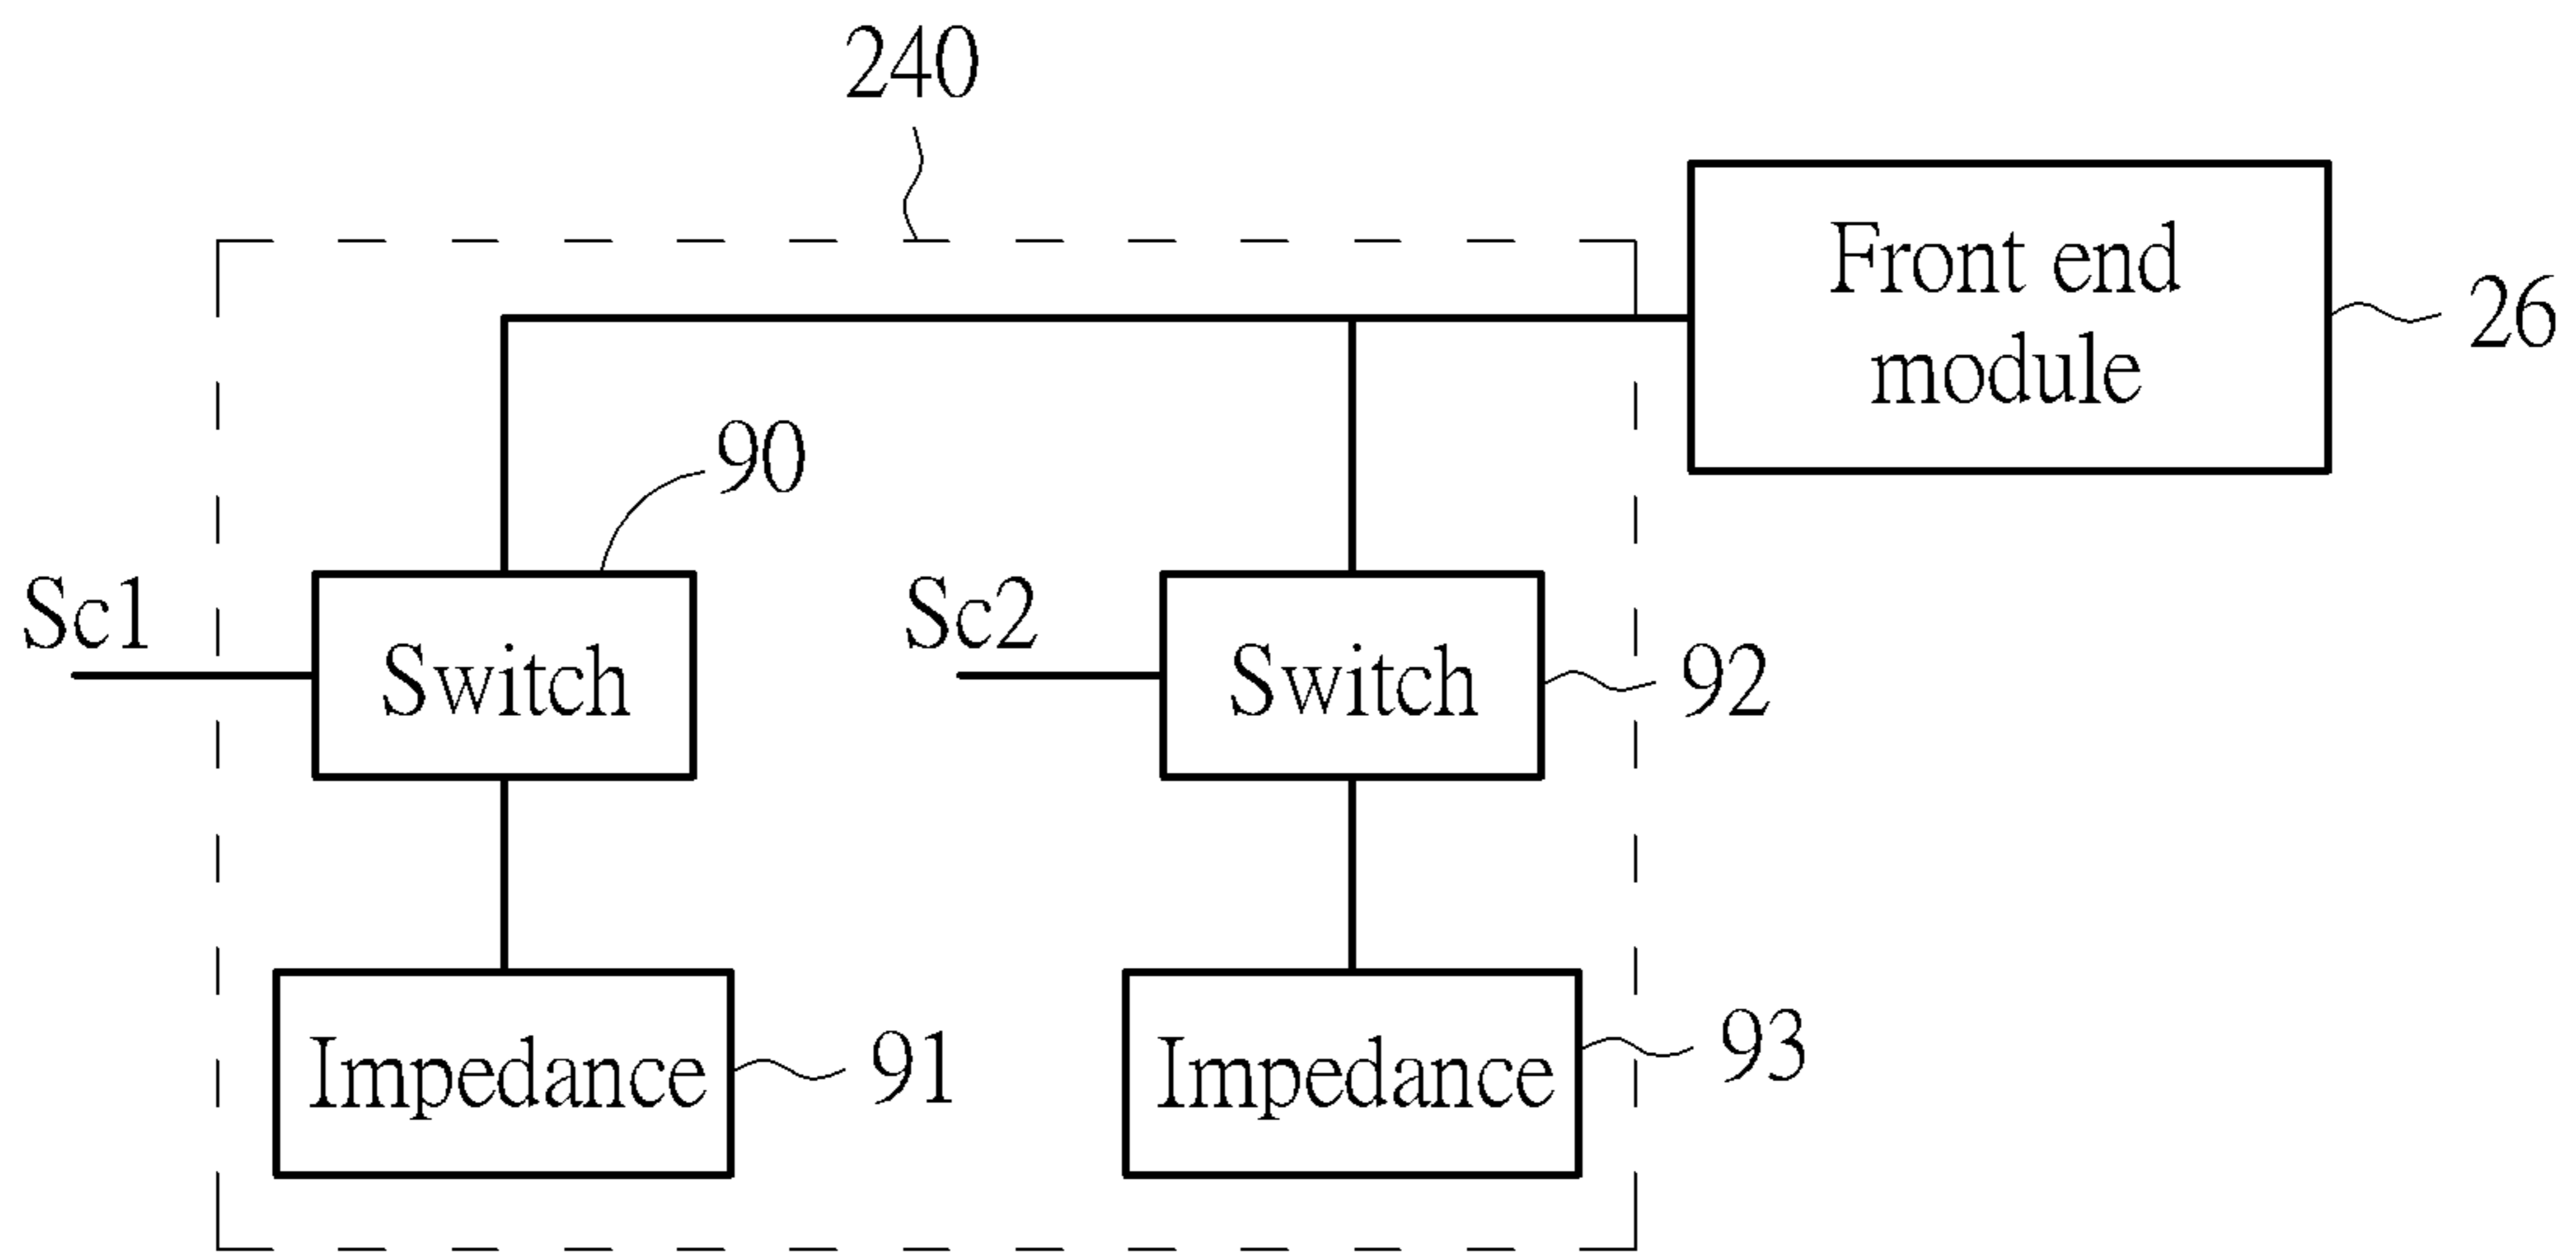 240
Front end
module
26
90
Sc1
Switch
Sc2
Switch
92
Impedance
91
Impedance
93